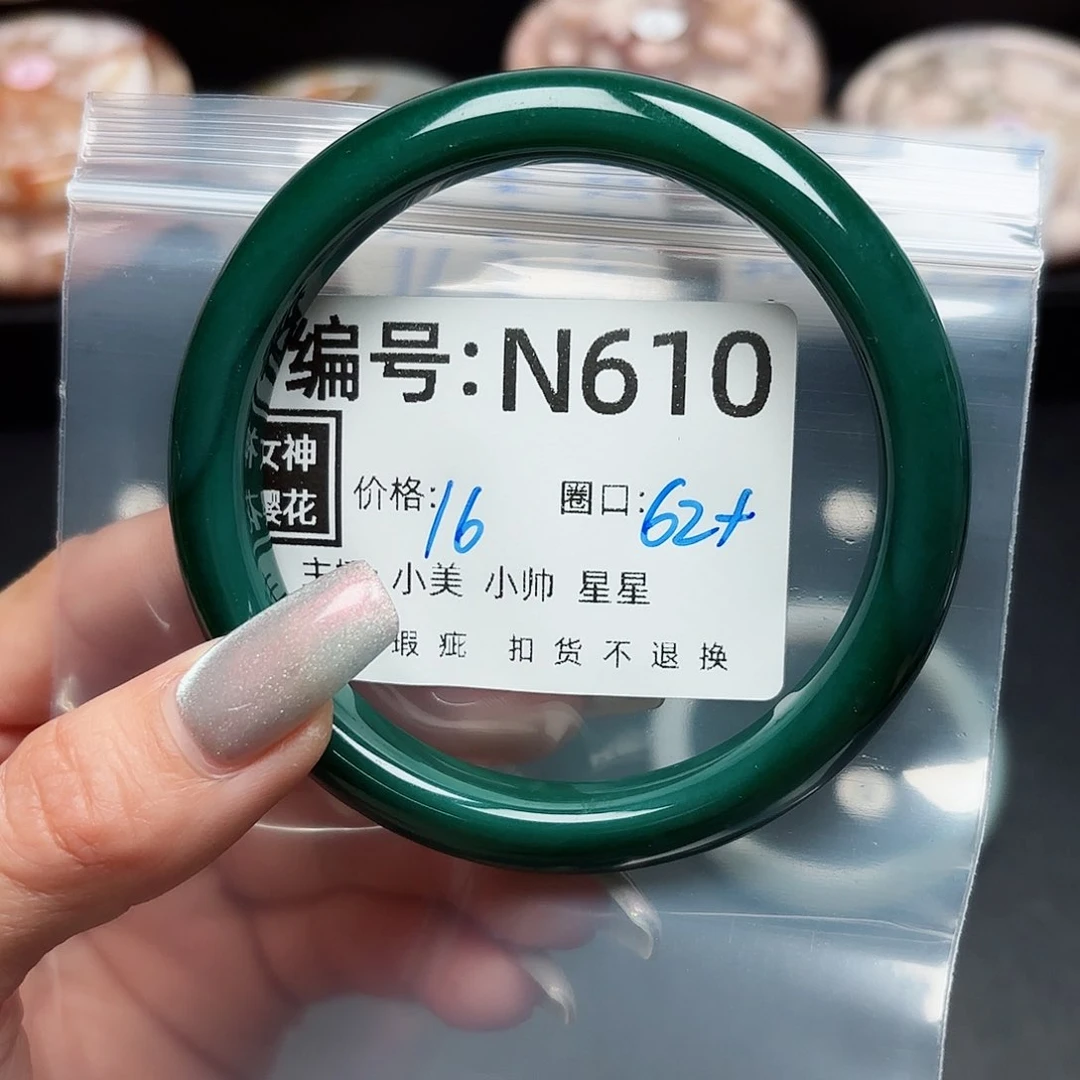 编号:N610
女神
樱花
价格:16 圈口:62+
小美 小帅 星星
瑕疵 扣货不退换